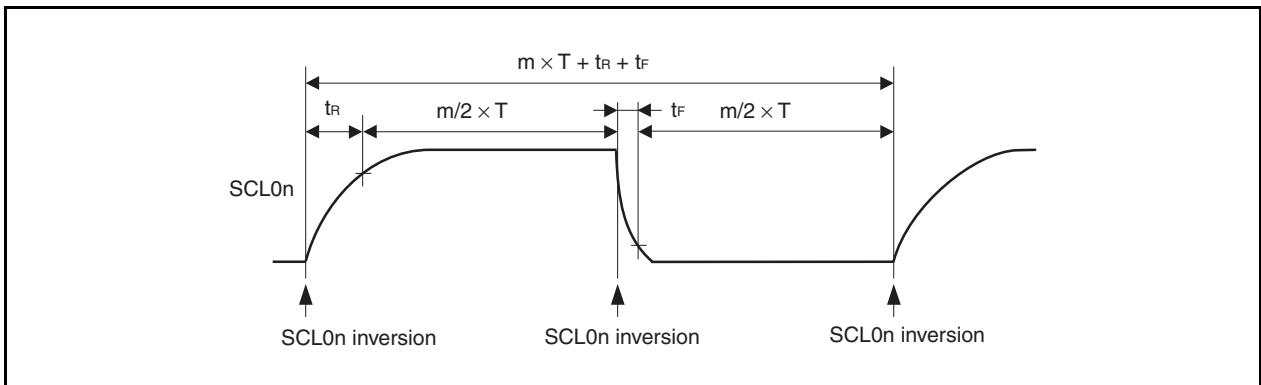 m × T + tR + tF
tR
m/2 × T
tF
m/2 × T
SCL0n
SCL0n inversion
SCL0n inversion
SCL0n inversion